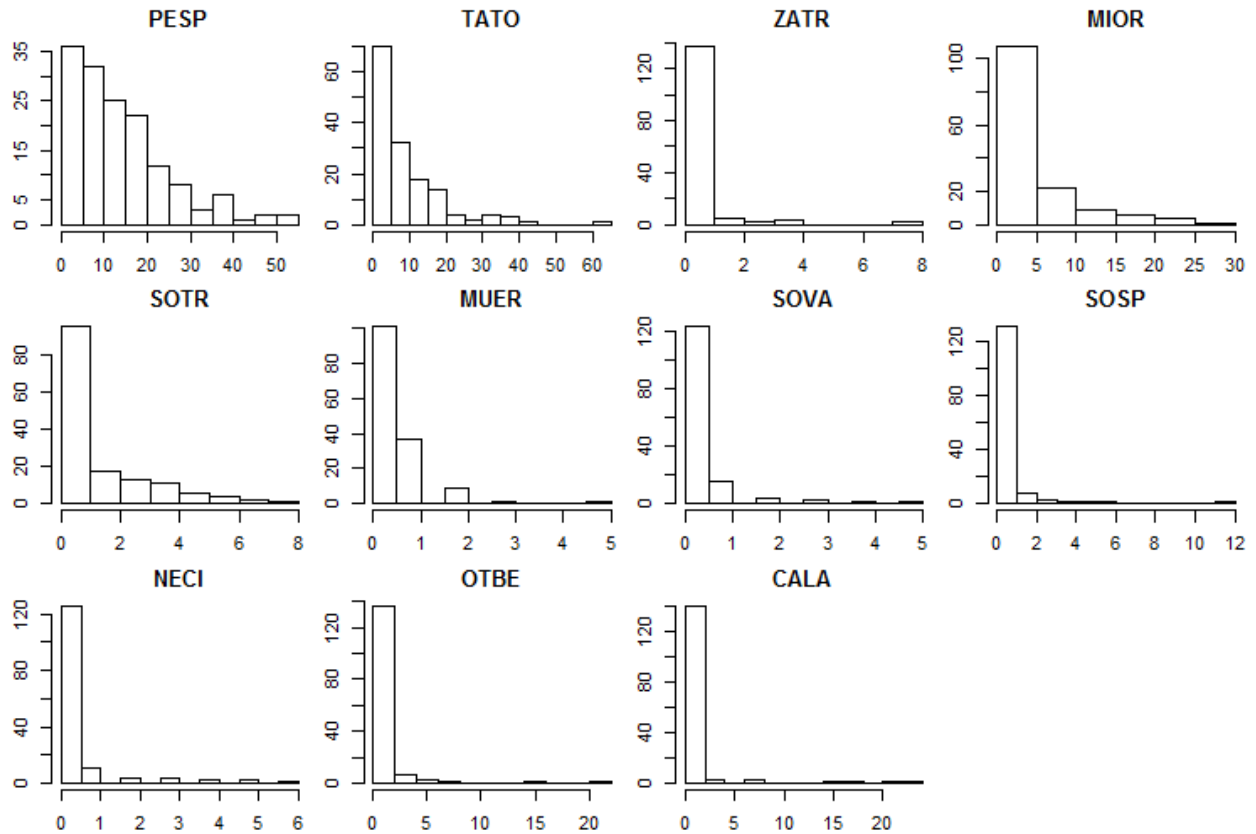 PESP TATO ZATR MIOR
35 25 15 5 0
0 10 20 30 40 50
60 40 20 0
0 10 20 30 40 50 60
120 80 40 0
0 2 4 6 8
100 60 20 0
0 5 10 15 20 25 30
SOTR MUER SOVA SOSP
80 60 40 20 0
0 2 4 6 8
100 80 60 40 20 0
0 1 2 3 4 5
120 80 40 0
0 1 2 3 4 5
120 80 40 0
0 2 4 6 8 10 12
NECI OTBE CALA
120 80 40 0
0 1 2 3 4 5 6
120 80 40 0
0 5 10 15 20
120 80 40 0
0 5 10 15 20